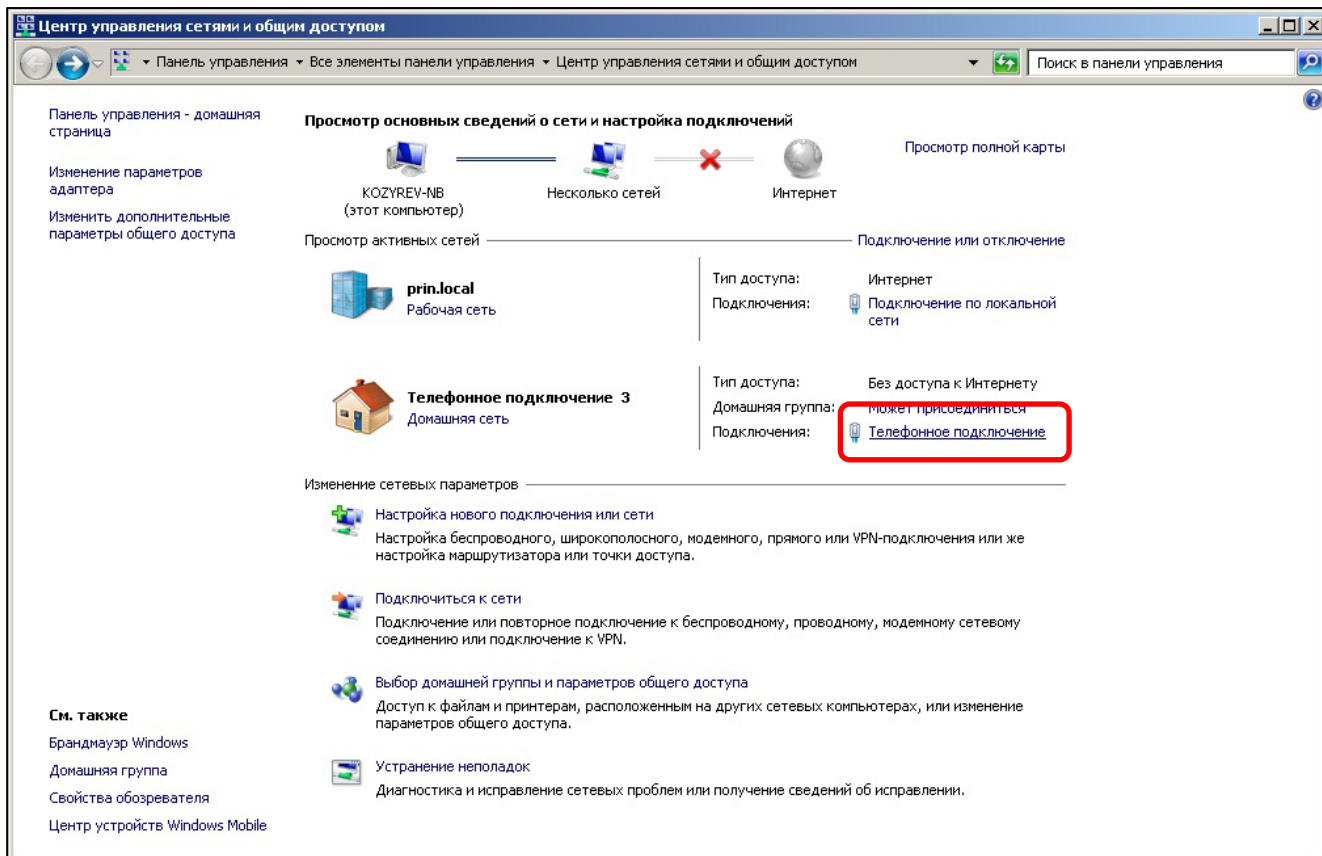 Центр управления сетями и общим доступом
Панель управления
Все элементы панели управления
Центр управления сетями и общим доступом
Поиск в панели управления
Панель управления - домашняя
страница
Изменение параметров
адаптера
Изменить дополнительные
параметры общего доступа
Просмотр основных сведений о сети и настройка подключений
Просмотр полной карты
KOZYREV-NB
(этот компьютер)
Несколько сетей
Интернет
Просмотр активных сетей
Подключение или отключение
prin.local
Рабочая сеть
Тип доступа: Интернет
Подключения: Подключение по локальной
сети
Телефонное подключение 3
Домашняя сеть
Тип доступа: Без доступа к Интернету
Домашняя группа: Может присоединиться
Подключения: Телефонное подключение
Изменение сетевых параметров
Настройка нового подключения или сети
Настройка беспроводного, широкополосного, модемного, прямого или VPN-подключения или же
настройка маршрутизатора или точки доступа.
Подключиться к сети
Подключение или повторное подключение к беспроводному, проводному, модемному сетевому
соединению или подключение к VPN.
Выбор домашней группы и параметров общего доступа
Доступ к файлам и принтерам, расположенным на других сетевых компьютерах, или изменение
параметров общего доступа.
Устранение неполадок
Диагностика и исправление сетевых проблем или получение сведений об исправлении.
См. также
Брандмауэр Windows
Домашняя группа
Свойства обозревателя
Центр устройств Windows Mobile